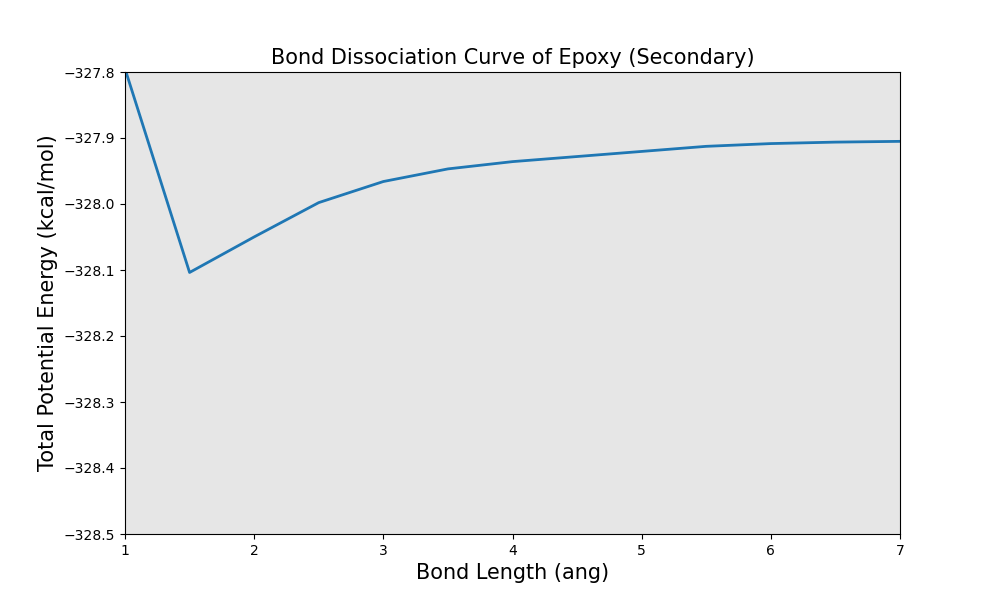 Bond Dissociation Curve of Epoxy (Secondary)
Total Potential Energy (kcal/mol)
−327.8
−327.9
−328.0
−328.1
−328.2
−328.3
−328.4
−328.5
1 2 3 4 5 6 7
Bond Length (ang)